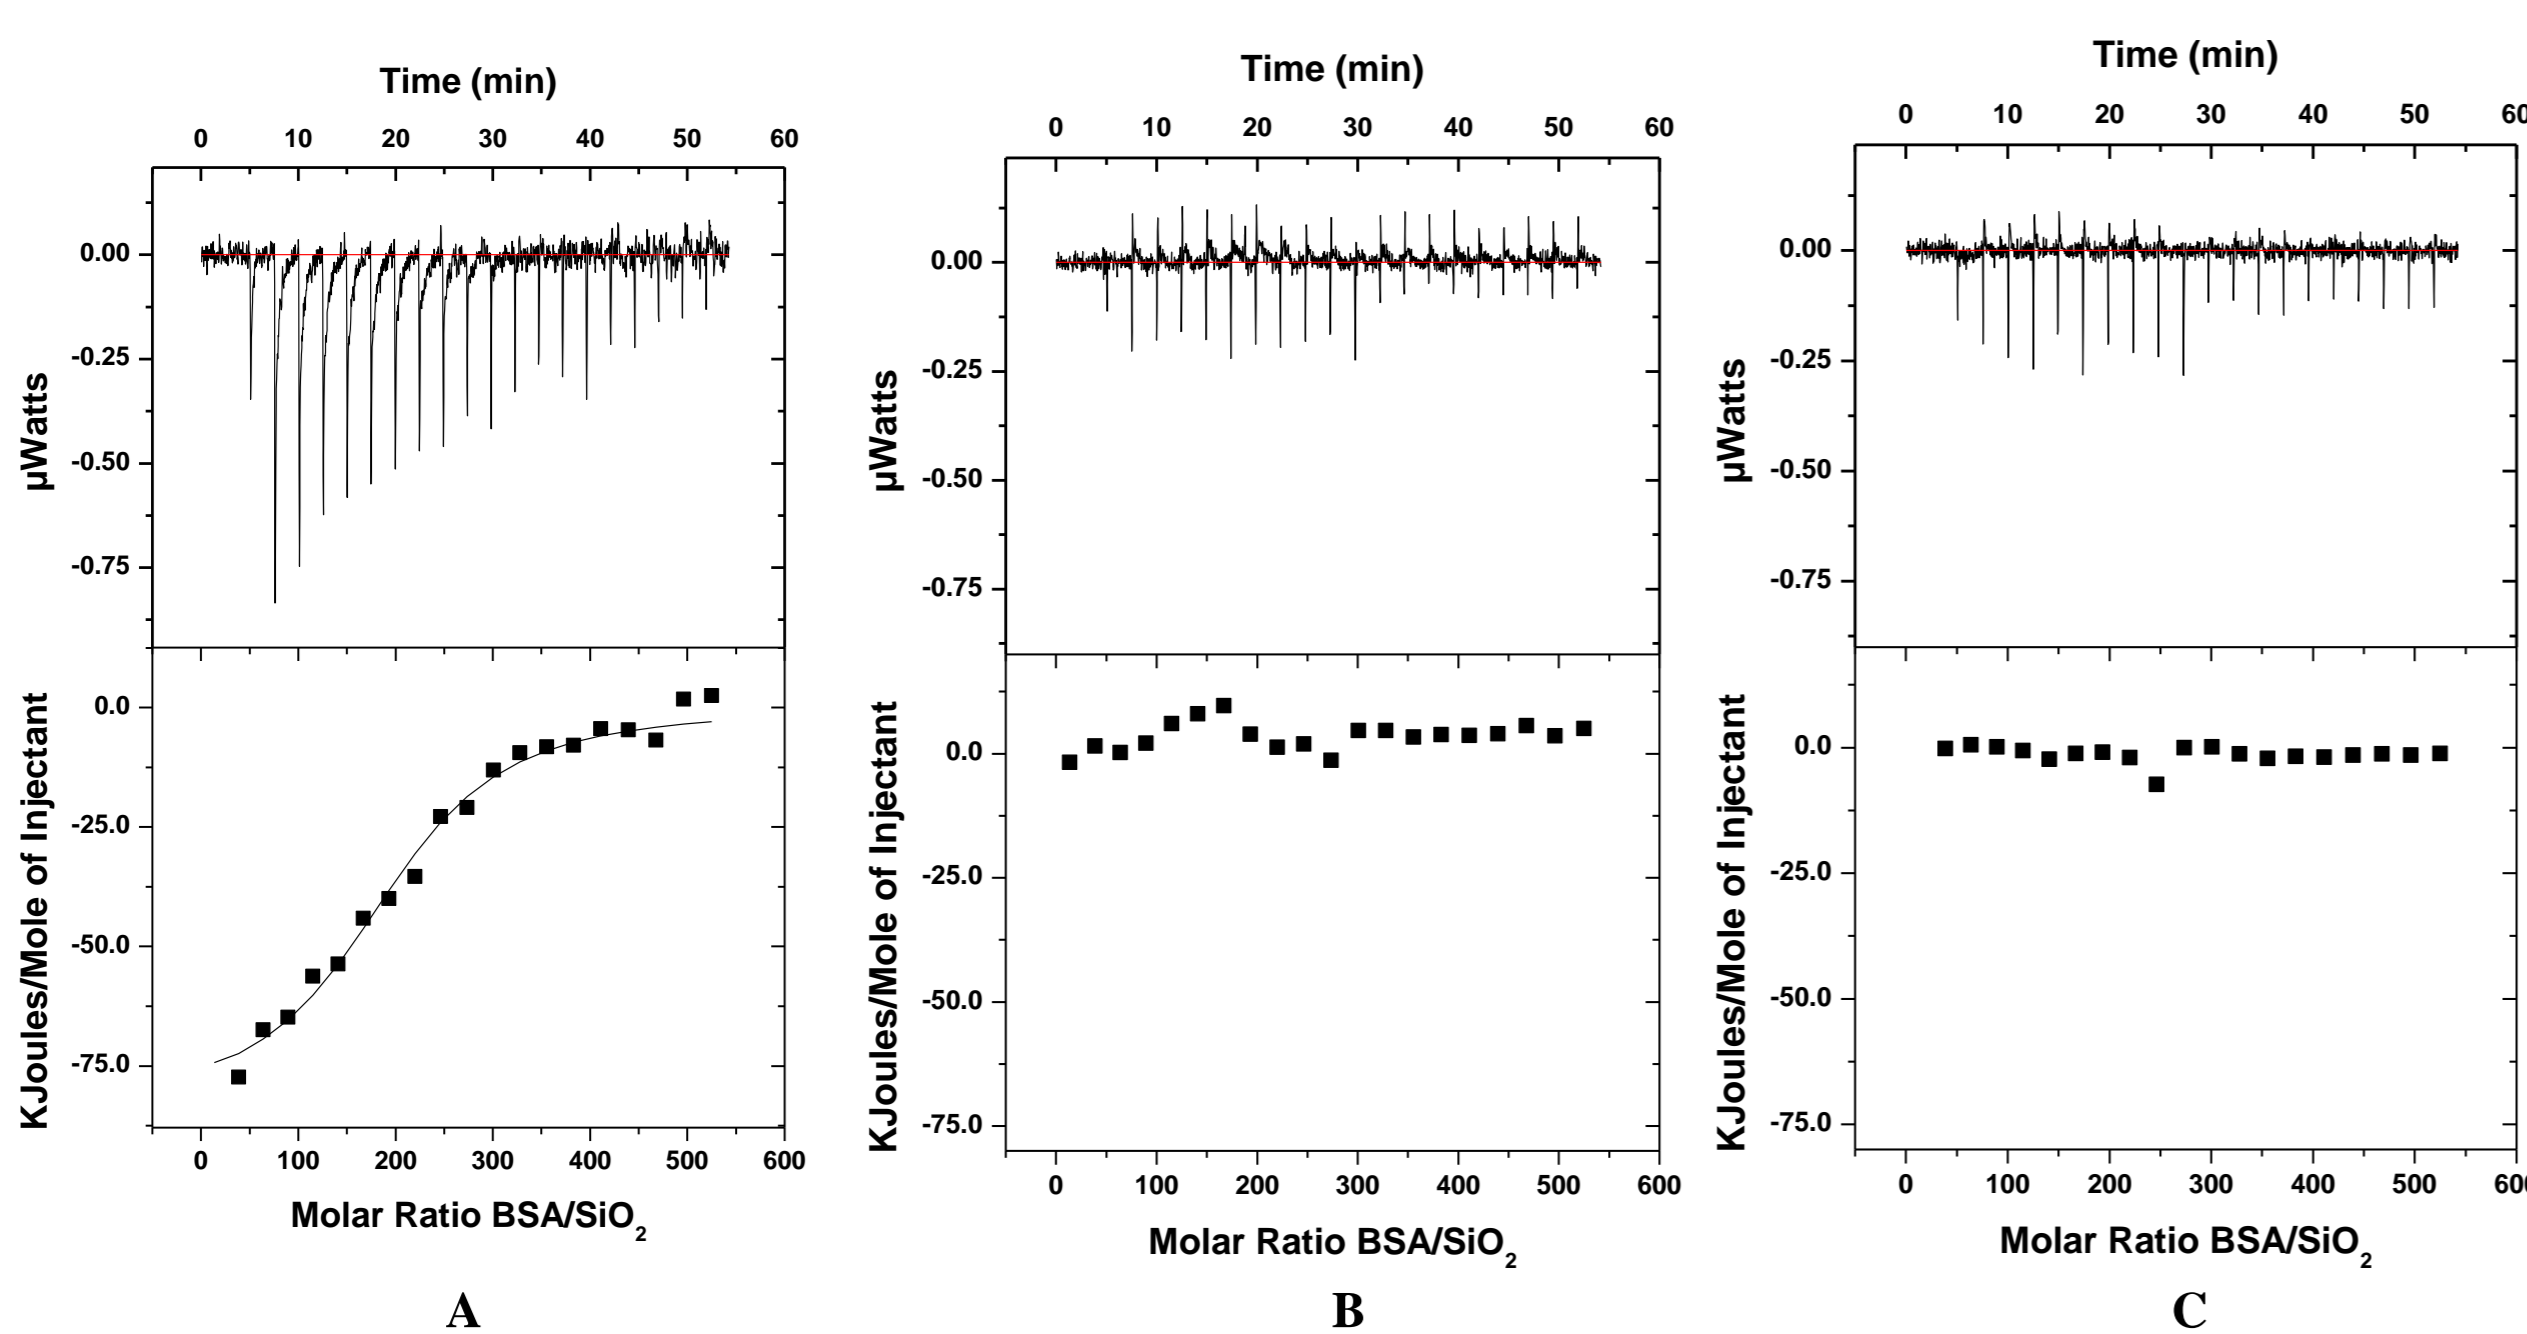 Time (min)
0 10 20 30 40 50 60
0.00
-0.25
-0.50
-0.75
µWatts
0.0
-25.0
-50.0
-75.0
KJoules/Mole of Injectant
0 100 200 300 400 500 600
Molar Ratio BSA/SiO2
A
Time (min)
0 10 20 30 40 50 60
0.00
-0.25
-0.50
-0.75
µWatts
0.0
-25.0
-50.0
-75.0
KJoules/Mole of Injectant
0 100 200 300 400 500 600
Molar Ratio BSA/SiO2
B
Time (min)
0 10 20 30 40 50 60
0.00
-0.25
-0.50
-0.75
µWatts
0.0
-25.0
-50.0
-75.0
KJoules/Mole of Injectant
0 100 200 300 400 500 600
Molar Ratio BSA/SiO2
C